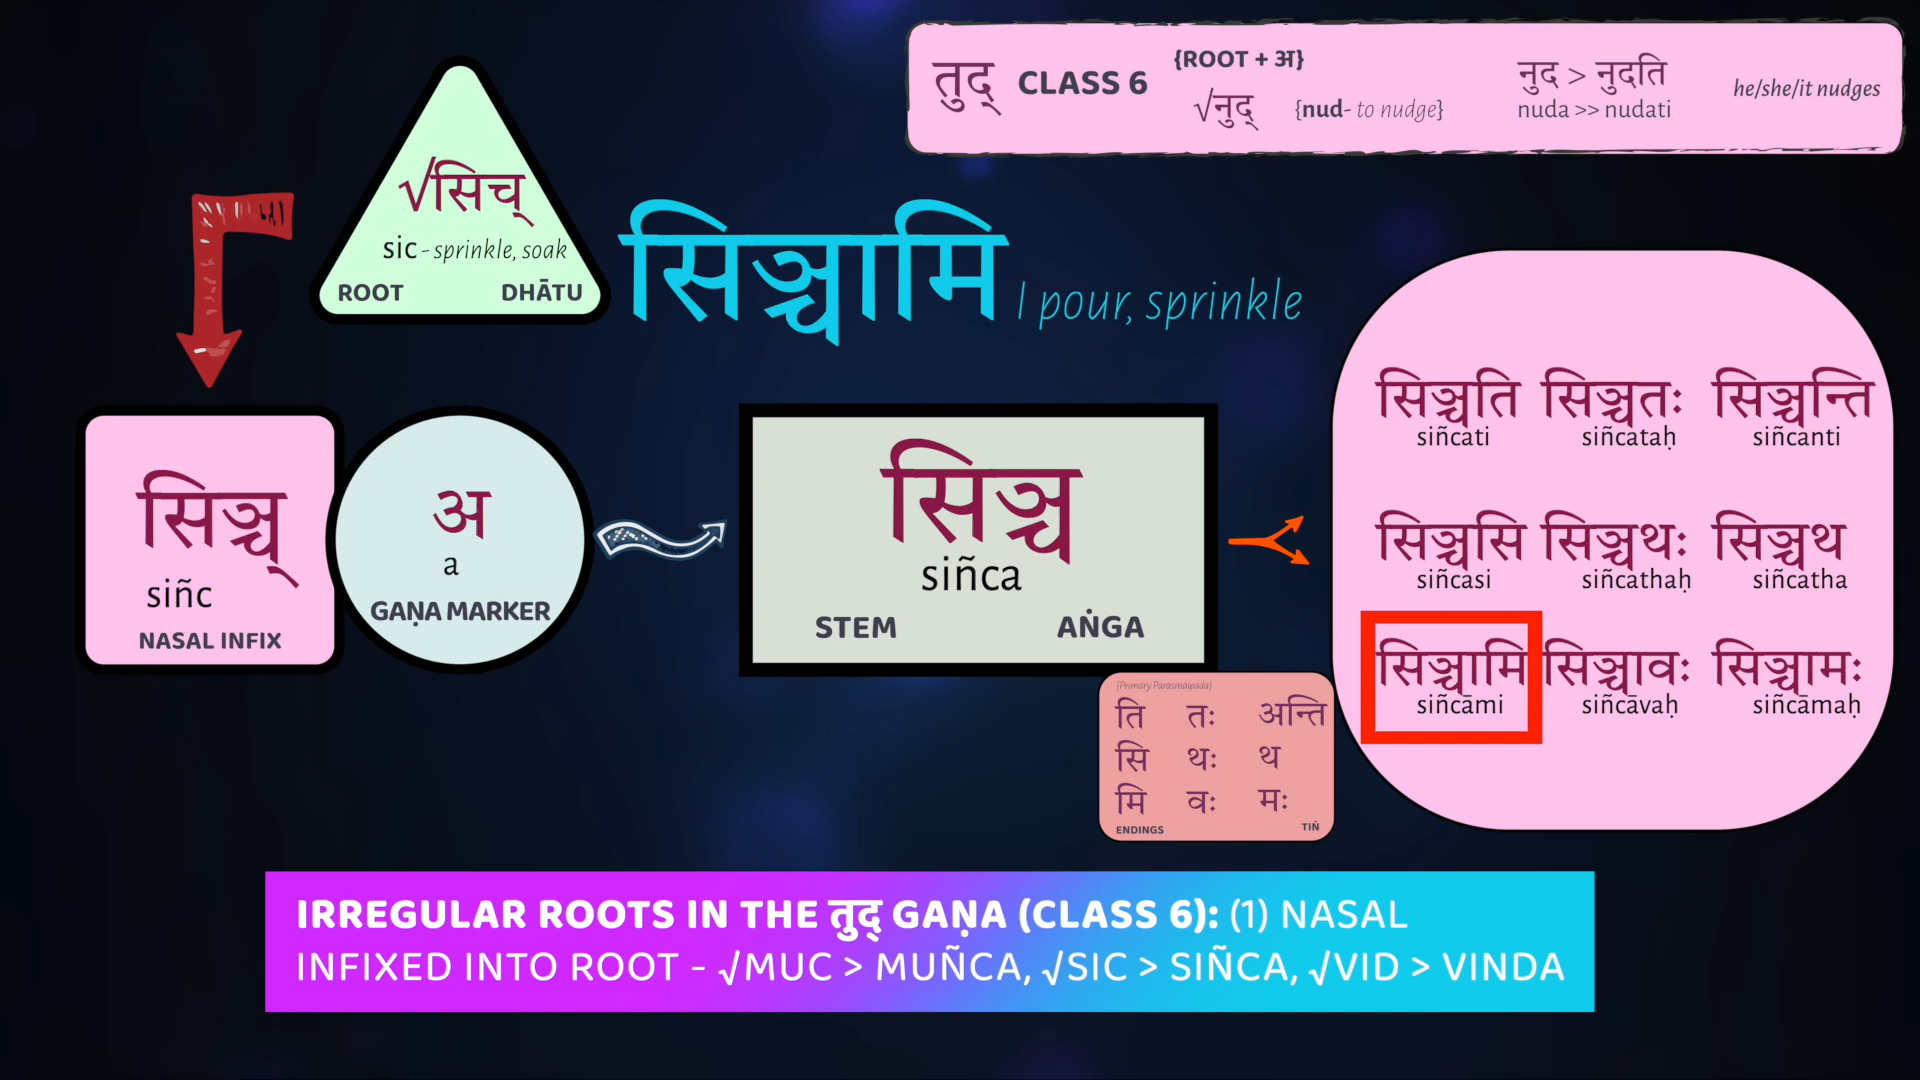 तुद् CLASS 6
{ROOT + अ}
√नुद् {nud- to nudge}
नुद > नुदति
nuda >> nudati
he/she/it nudges
√सिच्
sic - sprinkle, soak
ROOT DHĀTU
सिञ्चामि I pour, sprinkle
सिञ्च्
siñc
NASAL INFIX
अ
a
GAṆA MARKER
सिञ्च
siñca
STEM AṄGA
सिञ्चति सिञ्चतः सिञ्चन्ति
siñcati siñcataḥ siñcanti
सिञ्चसि सिञ्चथः सिञ्चथ
siñcasi siñcathaḥ siñcatha
सिञ्चामि सिञ्चावः सिञ्चामः
siñcāmi siñcāvaḥ siñcāmaḥ
[Primary Parasmaipada]
ति तः अन्ति
सि थः थ
मि वः मः
ENDINGS TIṄ
IRREGULAR ROOTS IN THE तुद् GAṆA (CLASS 6): (1) NASAL
INFIXED INTO ROOT - √MUC > MUÑCA, √SIC > SIÑCA, √VID > VINDA